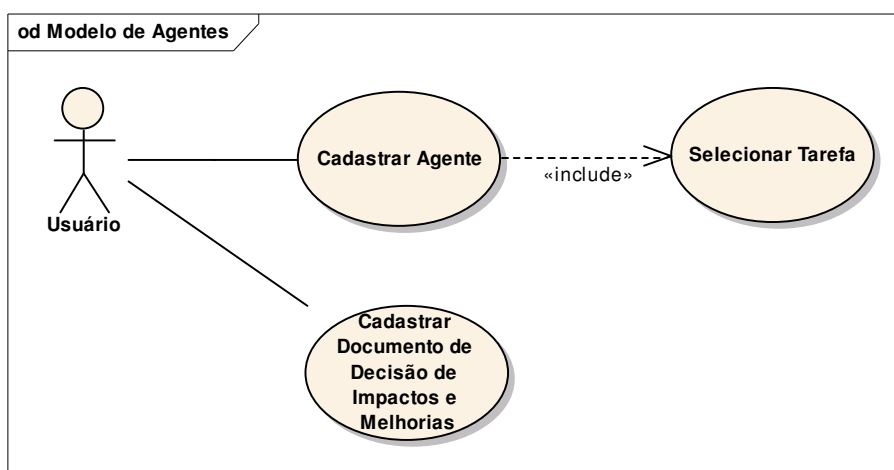 od Modelo de Agentes
Usuário
Cadastrar Agente
«include»
Selecionar Tarefa
Cadastrar
Documento de
Decisão de
Impactos e
Melhorias